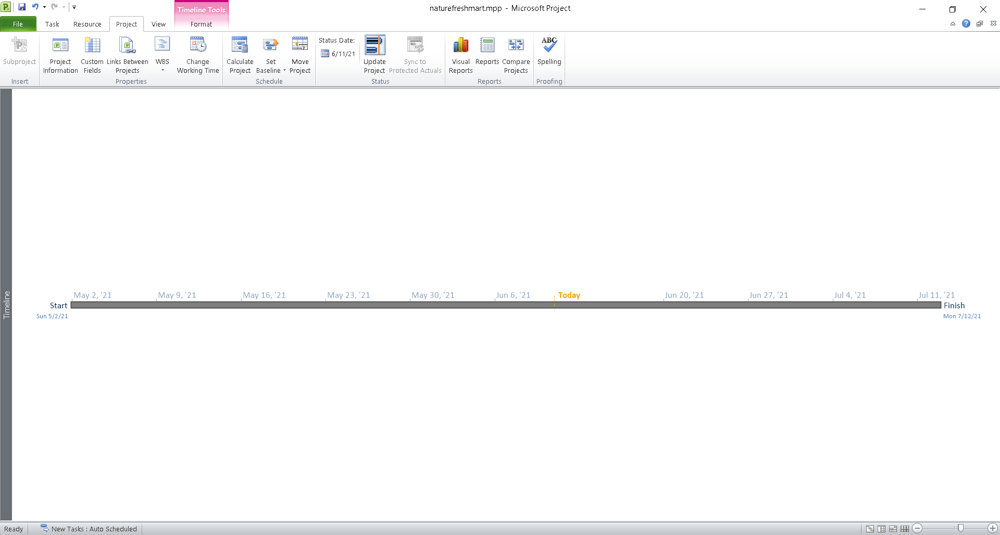 naturefreshmart.mpp - Microsoft Project
Timeline Tools
File Task Resource Project View Format
Subproject
Project Information
Custom Fields
Links Between Projects
WBS
Change Working Time
Calculate Project
Set Baseline
Move Project
Status Date:
6/11/21
Update Project
Sync to Protected Actuals
Visual Reports
Reports
Compare Projects
ABC
Spelling
Insert Properties Schedule Status Reports Proofing
Timeline
May 2, '21 May 9, '21 May 16, '21 May 23, '21 May 30, '21 Jun 6, '21 Today Jun 20, '21 Jun 27, '21 Jul 4, '21 Jul 11, '21
Start Finish
Sun 5/2/21 Mon 7/12/21
Ready New Tasks : Auto Scheduled